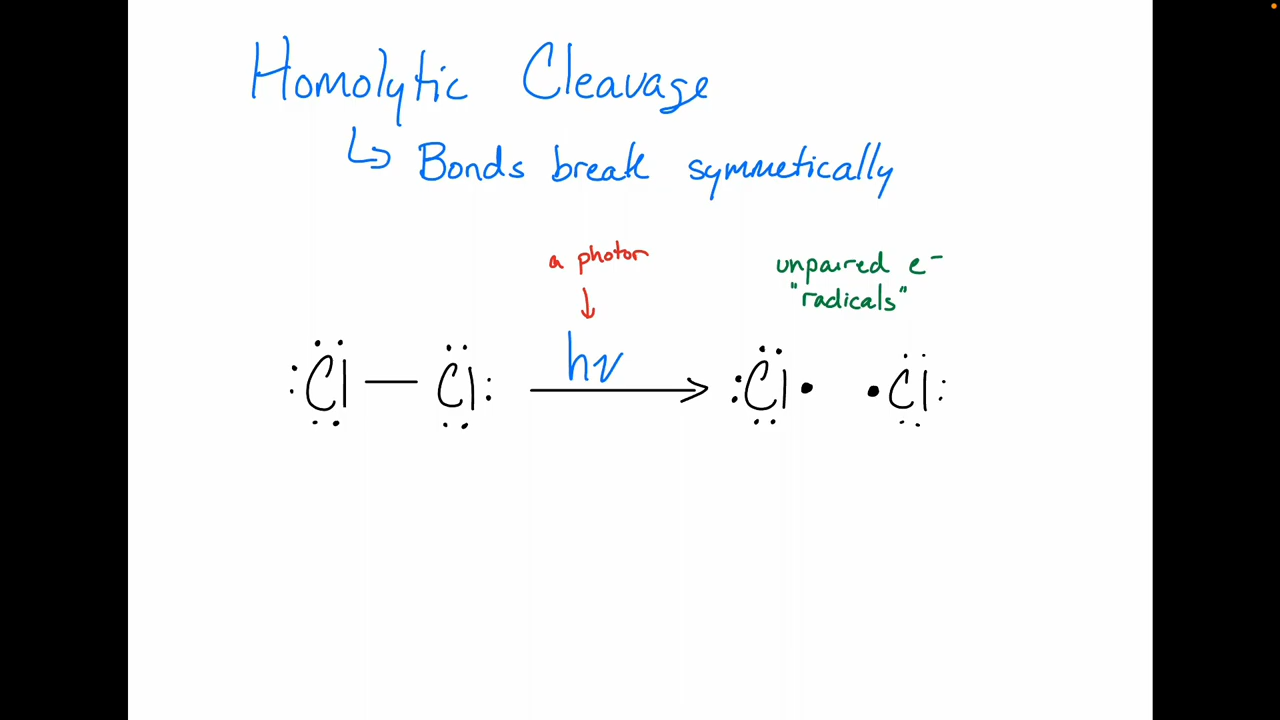 Homolytic Cleavage
↳ Bonds break symmetically
a photon
unpaired e⁻
"radicals"
:Cl — Cl: hν :Cl• •Cl: